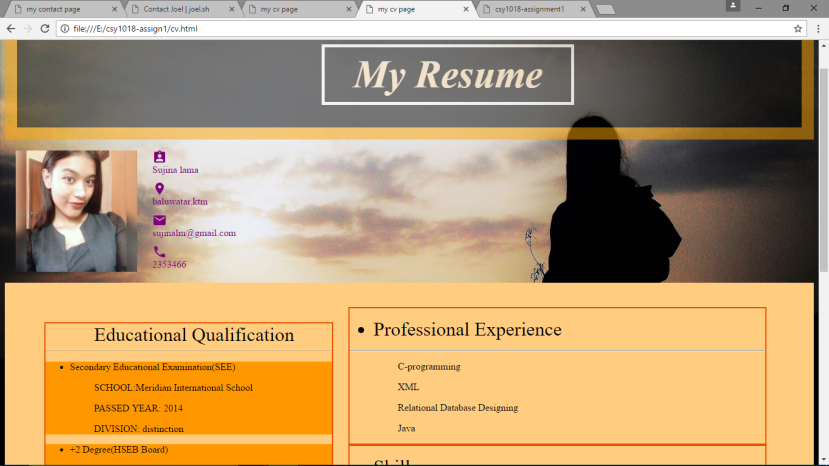 my contact page
Contact Joel | joel.sh
my cv page
my cv page
csy1018-assignment1
file:///E:/csy1018-assign1/cv.html
My Resume
Sujina lama
baluwatar,ktm
sujinalm@gmail.com
2353466
Educational Qualification
Secondary Educational Examination(SEE)
SCHOOL:Meridian International School
PASSED YEAR: 2014
DIVISION: distinction
+2 Degree(HSEB Board)
Professional Experience
C-programming
XML
Relational Database Designing
Java